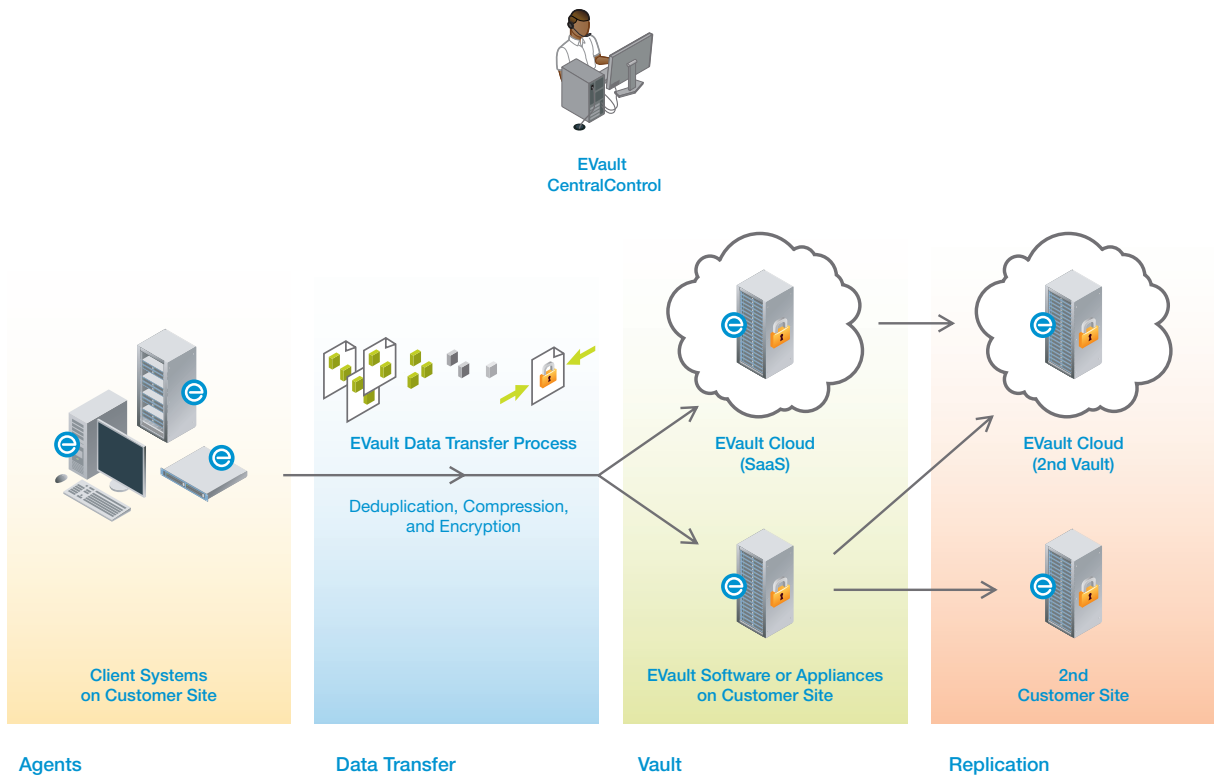 EVault
CentralControl
EVault Data Transfer Process
Deduplication, Compression,
and Encryption
EVault Cloud
(SaaS)
EVault Cloud
(2nd Vault)
Client Systems
on Customer Site
EVault Software or Appliances
on Customer Site
2nd
Customer Site
Agents
Data Transfer
Vault
Replication